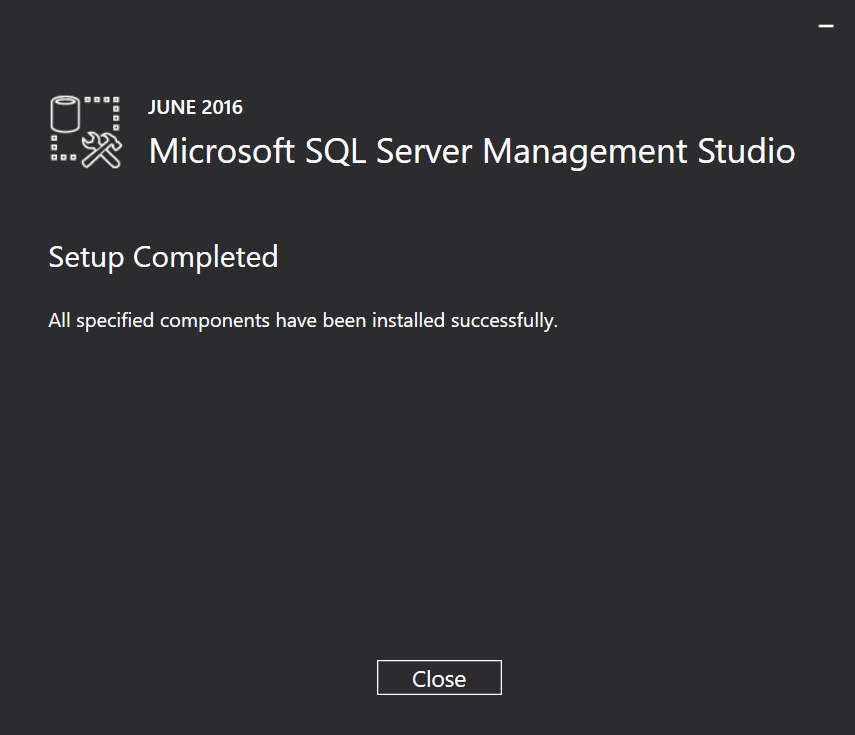 JUNE 2016
Microsoft SQL Server Management Studio
Setup Completed
All specified components have been installed successfully.
Close